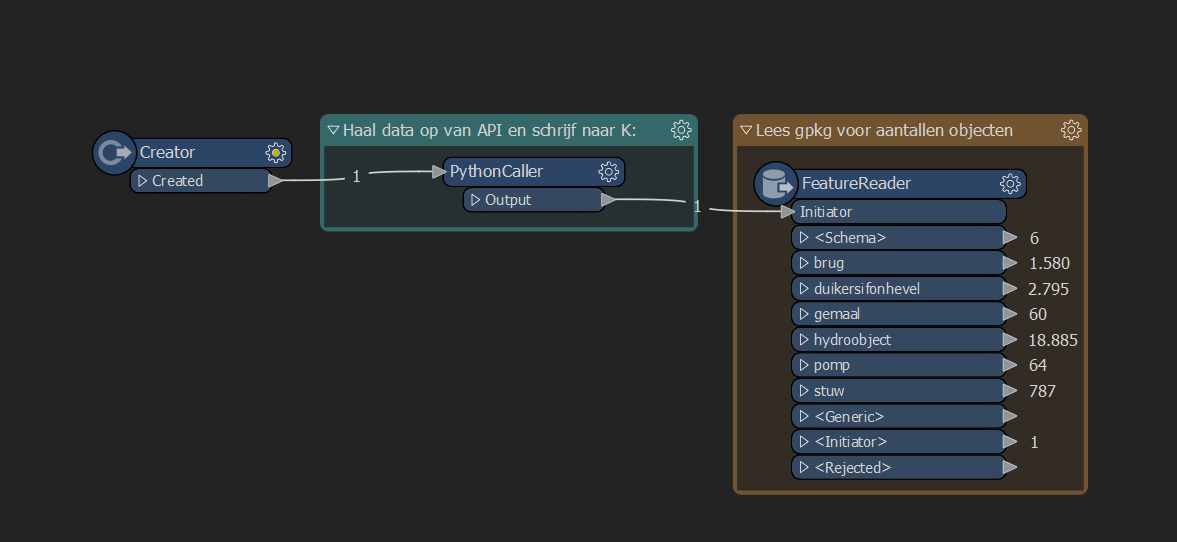 Creator
Created
1
Haal data op van API en schrijf naar K:
PythonCaller
Output
1
Lees gpkg voor aantallen objecten
FeatureReader
Initiator
<Schema> 6
brug 1.580
duikersifonhevel 2.795
gemaal 60
hydroobject 18.885
pomp 64
stuw 787
<Generic>
<Initiator> 1
<Rejected>